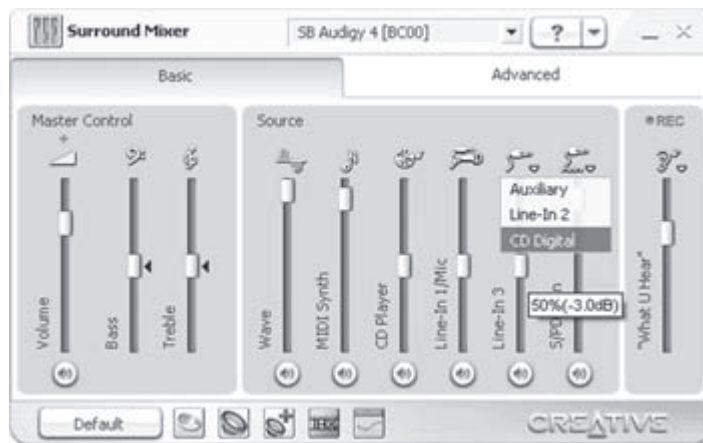 Surround Mixer
SB Audigy 4 [BC00]
?
Basic
Advanced
Master Control
Source
REC
+
Volume
Bass
Treble
Wave
MIDI Synth
CD Player
Line-In 1/Mic
Line-In 3
Auxiliary
Line-In 2
CD Digital
50%(-3.0dB)
"What U Hear"
Default
THX
CREATIVE